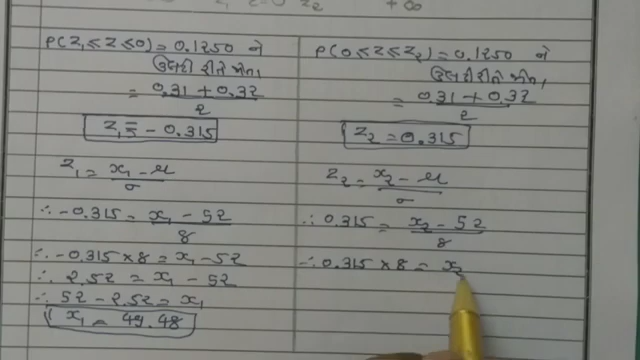 + ∞
P(Z₁ ≤ Z ≤ 0) = 0.1250 ને
ઉલટી રીતે જોતા,
= 0.31 + 0.32 / 2
Z₁ = - 0.315
Z₁ = x₁ - μ / σ
∴ -0.315 = x₁ - 52 / 8
∴ -0.315 × 8 = x₁ - 52
∴ 2.52 = x₁ - 52
∴ 52 - 2.52 = x₁
x₁ = 49.48
P(0 ≤ Z ≤ Z₂) = 0.1250 ને
ઉલટી રીતે જોતા,
= 0.31 + 0.32 / 2
Z₂ = 0.315
Z₂ = x₂ - μ / σ
∴ 0.315 = x₂ - 52 / 8
∴ 0.315 × 8 = x₂